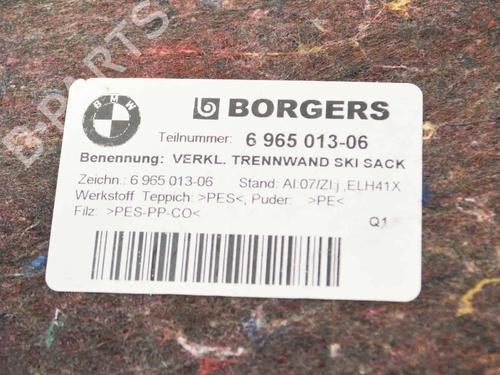 B-PARTS
BMW
BORGERS
Teilnummer: 6 965 013-06
Benennung: VERKL. TRENNWAND SKI SACK
Zeichn.: 6 965 013-06 Stand: AI:07/ZI.j ,ELH41X
Werkstoff Teppich: >PES<, Puder: >PE<
Filz: >PES-PP-CO<
Q1